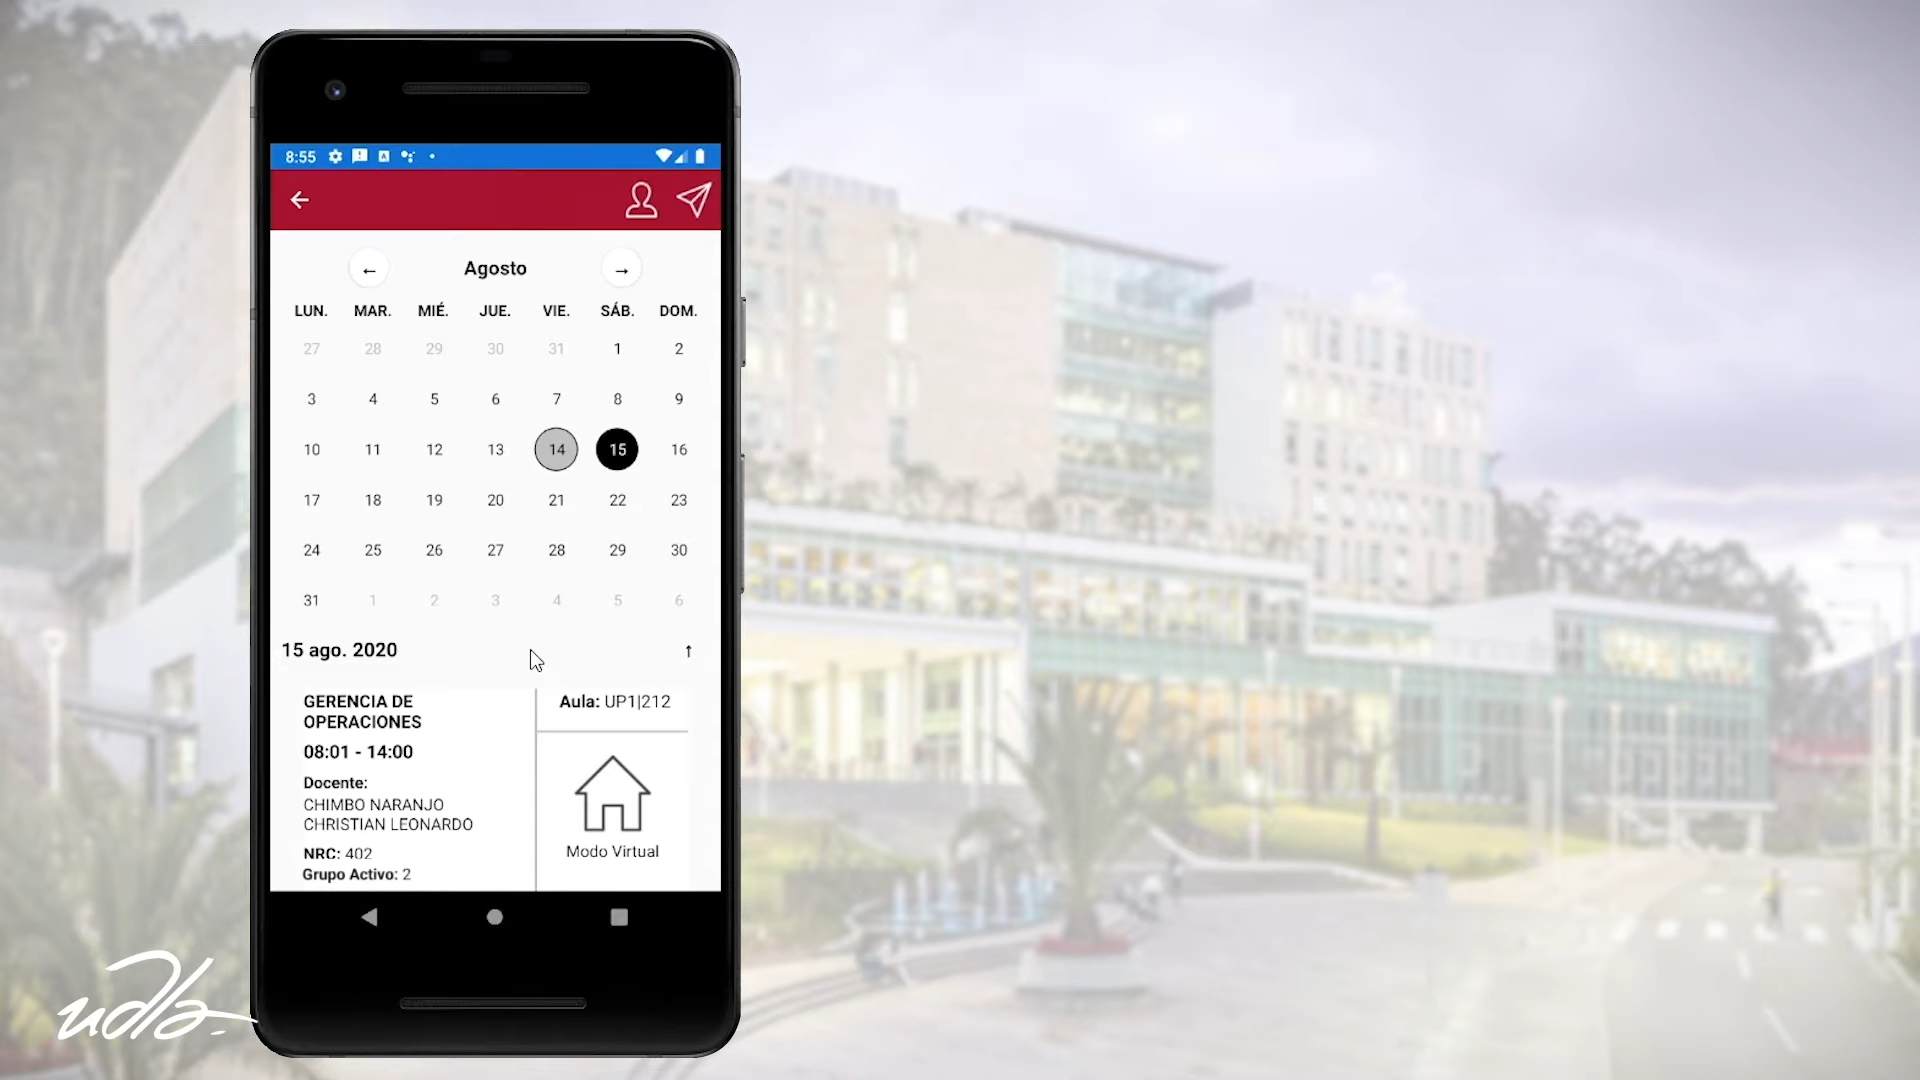 8:55
← Agosto →
LUN. MAR. MIÉ. JUE. VIE. SÁB. DOM.
27 28 29 30 31 1 2
3 4 5 6 7 8 9
10 11 12 13 14 15 16
17 18 19 20 21 22 23
24 25 26 27 28 29 30
31 1 2 3 4 5 6
15 ago. 2020 ↑
GERENCIA DE
OPERACIONES
08:01 - 14:00
Docente:
CHIMBO NARANJO
CHRISTIAN LEONARDO
NRC: 402
Grupo Activo: 2
Aula: UP1|212
Modo Virtual
udla.